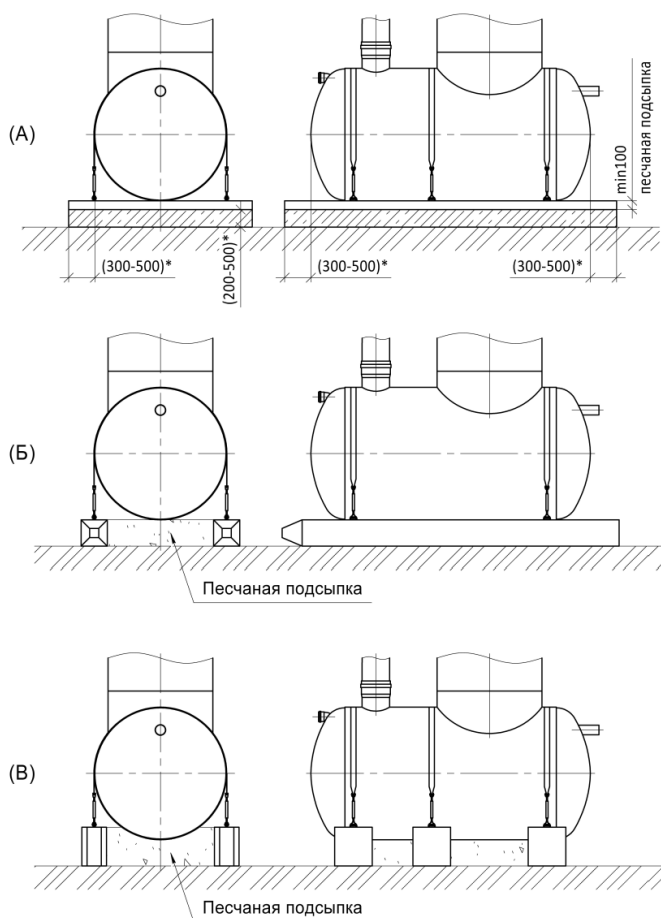 (А)
min100
песчаная подсыпка
(300-500)*
(200-500)*
(300-500)*
(300-500)*
(Б)
Песчаная подсыпка
(В)
Песчаная подсыпка